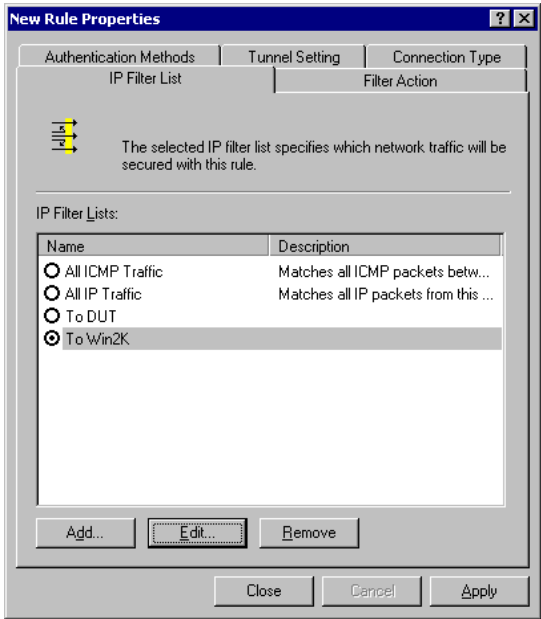 New Rule Properties
Authentication Methods Tunnel Setting Connection Type
IP Filter List Filter Action
The selected IP filter list specifies which network traffic will be
secured with this rule.
IP Filter Lists:
Name Description
All ICMP Traffic Matches all ICMP packets betw...
All IP Traffic Matches all IP packets from this ...
To DUT
To Win2K
Add... Edit... Remove
Close Cancel Apply